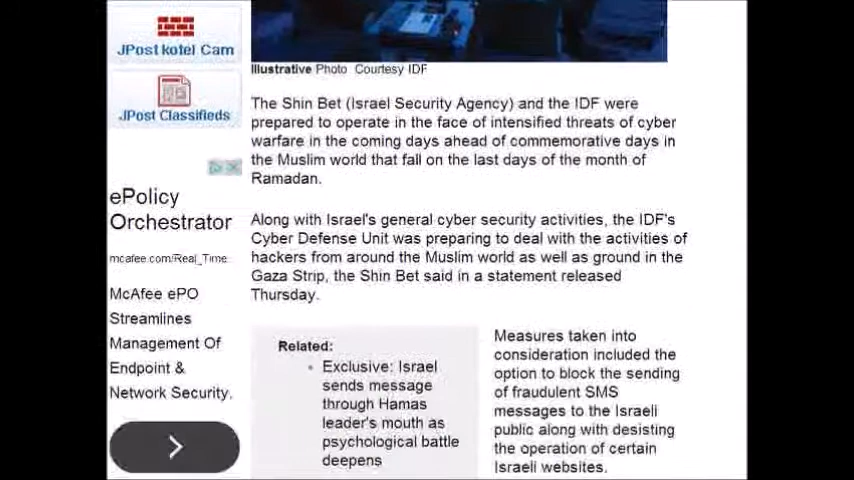 JPost kotel Cam
JPost Classifieds
ePolicy
Orchestrator
mcafee.com/Real_Time
McAfee ePO
Streamlines
Management Of
Endpoint &
Network Security.
Illustrative Photo Courtesy IDF
The Shin Bet (Israel Security Agency) and the IDF were
prepared to operate in the face of intensified threats of cyber
warfare in the coming days ahead of commemorative days in
the Muslim world that fall on the last days of the month of
Ramadan.
Along with Israel's general cyber security activities, the IDF's
Cyber Defense Unit was preparing to deal with the activities of
hackers from around the Muslim world as well as ground in the
Gaza Strip, the Shin Bet said in a statement released
Thursday.
Related:
Exclusive: Israel
sends message
through Hamas
leader's mouth as
psychological battle
deepens
Measures taken into
consideration included the
option to block the sending
of fraudulent SMS
messages to the Israeli
public along with desisting
the operation of certain
Israeli websites.